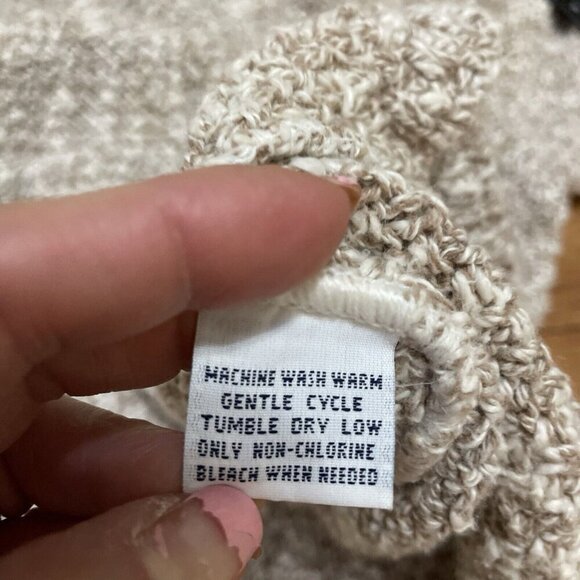 MACHINE WASH WARM
GENTLE CYCLE
TUMBLE DRY LOW
ONLY NON-CHLORINE
BLEACH WHEN NEEDED